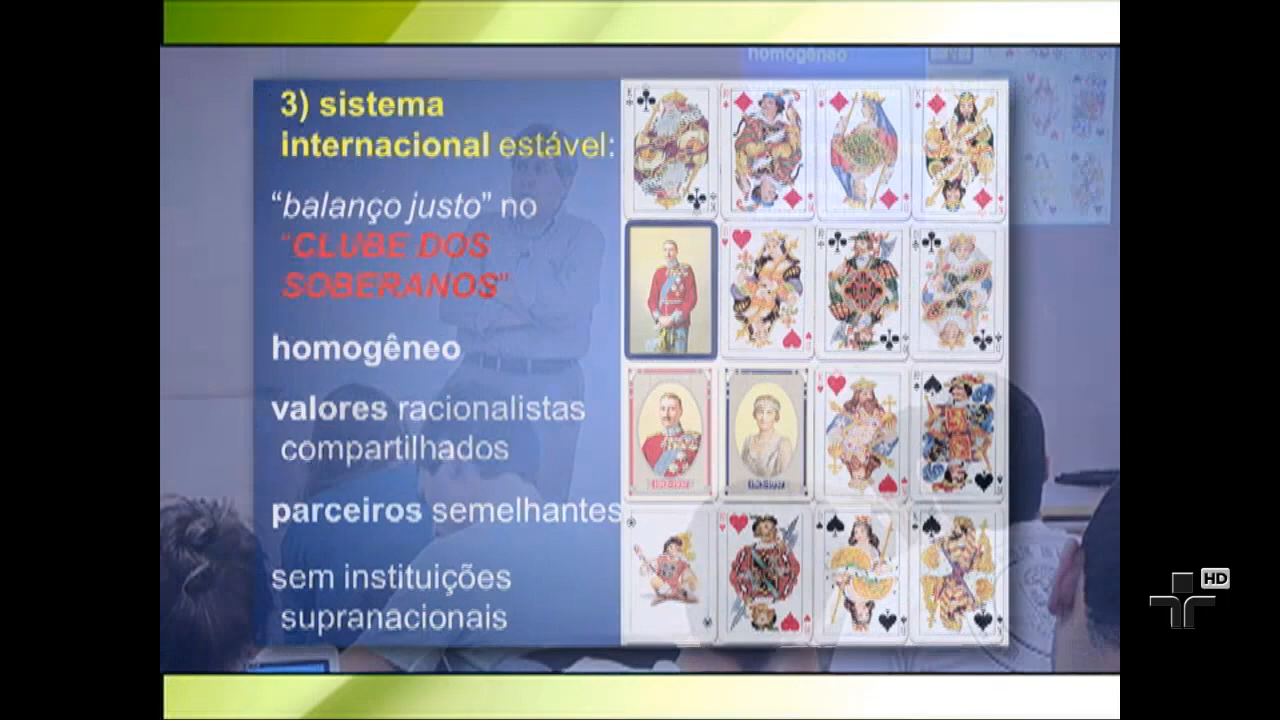 homogêneo
3) sistema
internacional estável:
“balanço justo” no
“CLUBE DOS
SOBERANOS”
homogêneo
valores racionalistas
compartilhados
parceiros semelhantes
sem instituições
supranacionais
HD